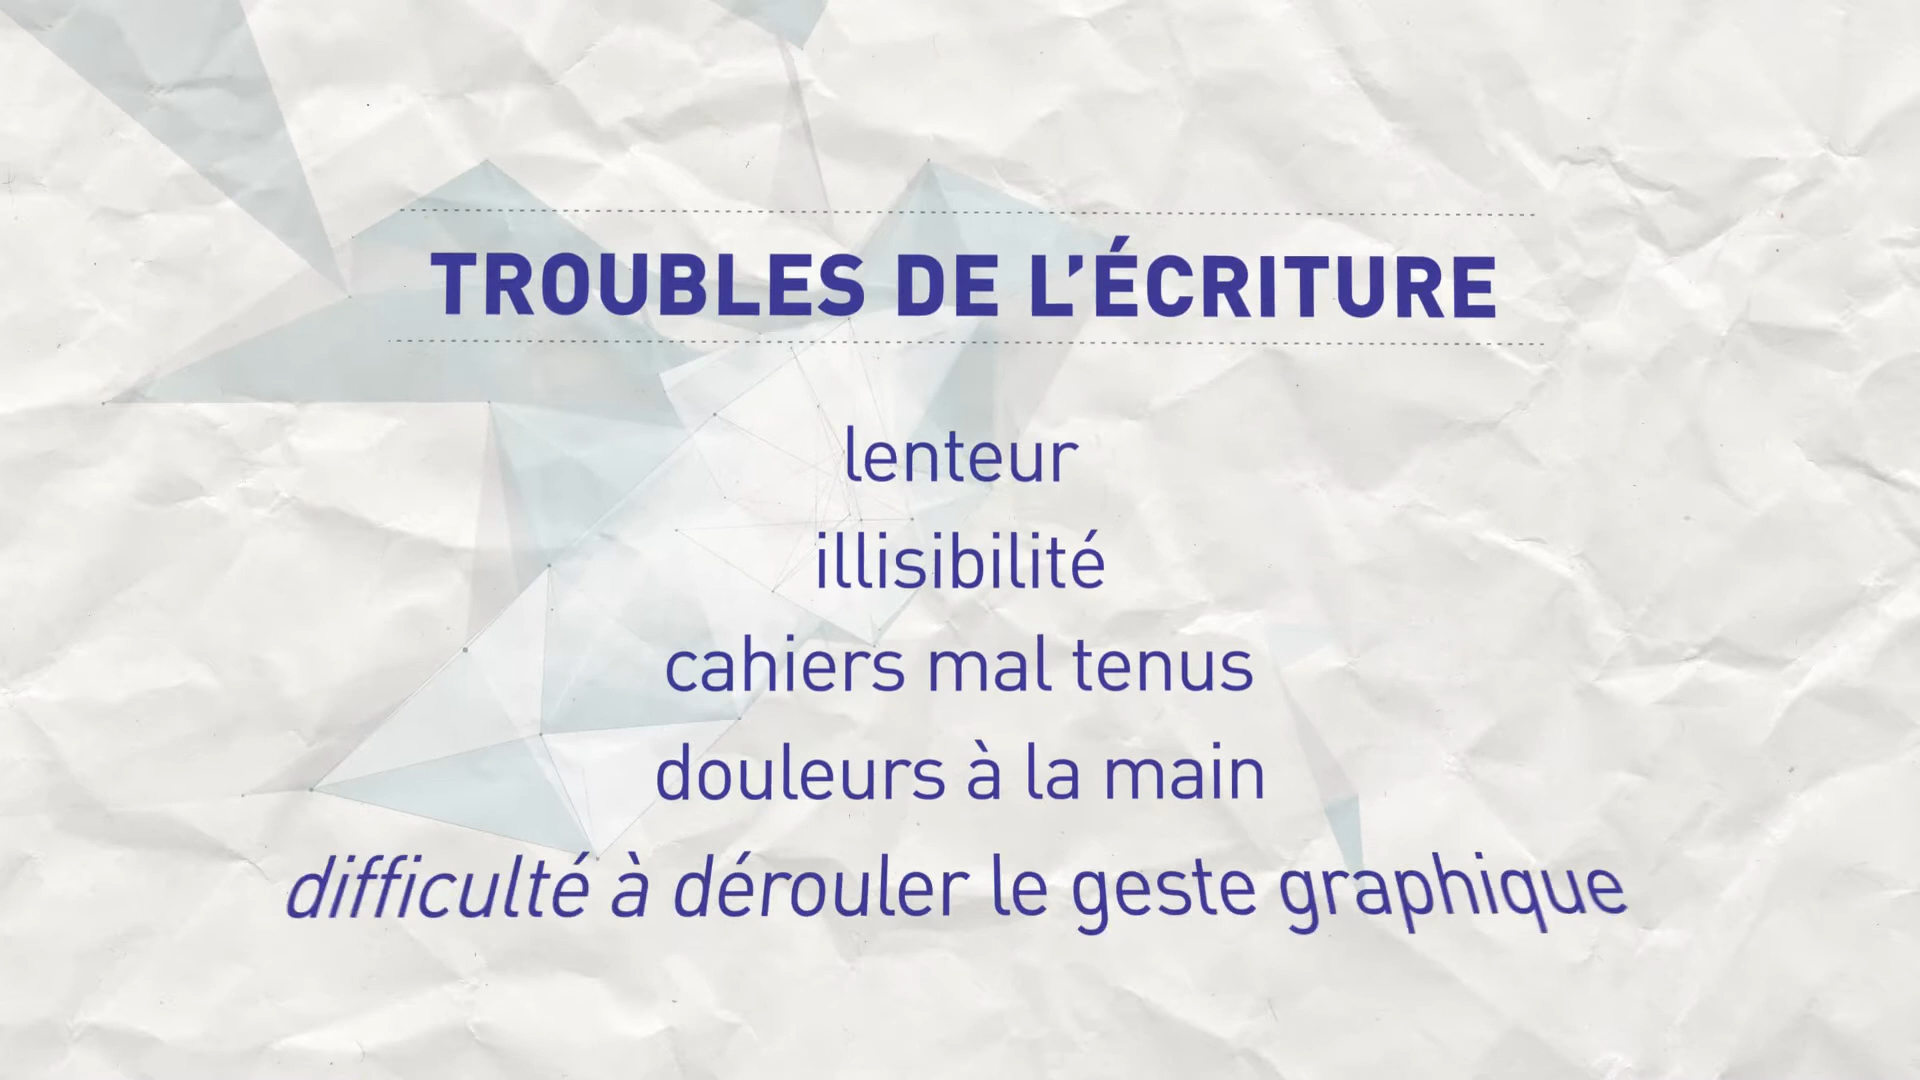 TROUBLES DE L’ÉCRITURE
lenteur
illisibilité
cahiers mal tenus
douleurs à la main
difficulté à dérouler le geste graphique